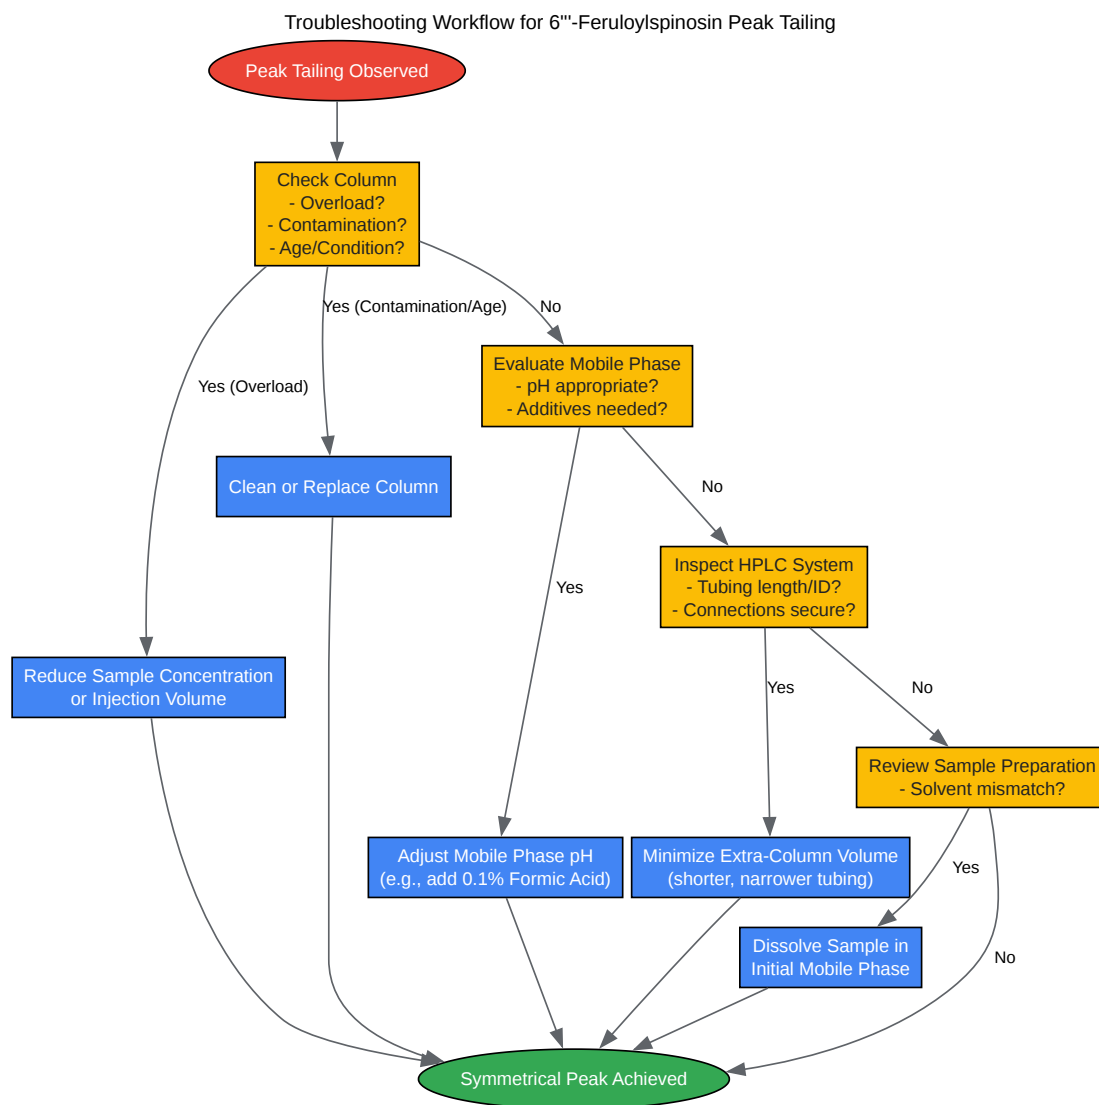 Troubleshooting Workflow for 6'''-Feruloylspinosin Peak Tailing
Peak Tailing Observed
Check Column
- Overload?
- Contamination?
- Age/Condition?
Yes (Contamination/Age)
No
Yes (Overload)
Evaluate Mobile Phase
- pH appropriate?
- Additives needed?
Clean or Replace Column
No
Yes
Inspect HPLC System
- Tubing length/ID?
- Connections secure?
Reduce Sample Concentration
or Injection Volume
Yes
No
Review Sample Preparation
- Solvent mismatch?
Adjust Mobile Phase pH
(e.g., add 0.1% Formic Acid)
Minimize Extra-Column Volume
(shorter, narrower tubing)
Yes
No
Dissolve Sample in
Initial Mobile Phase
Symmetrical Peak Achieved